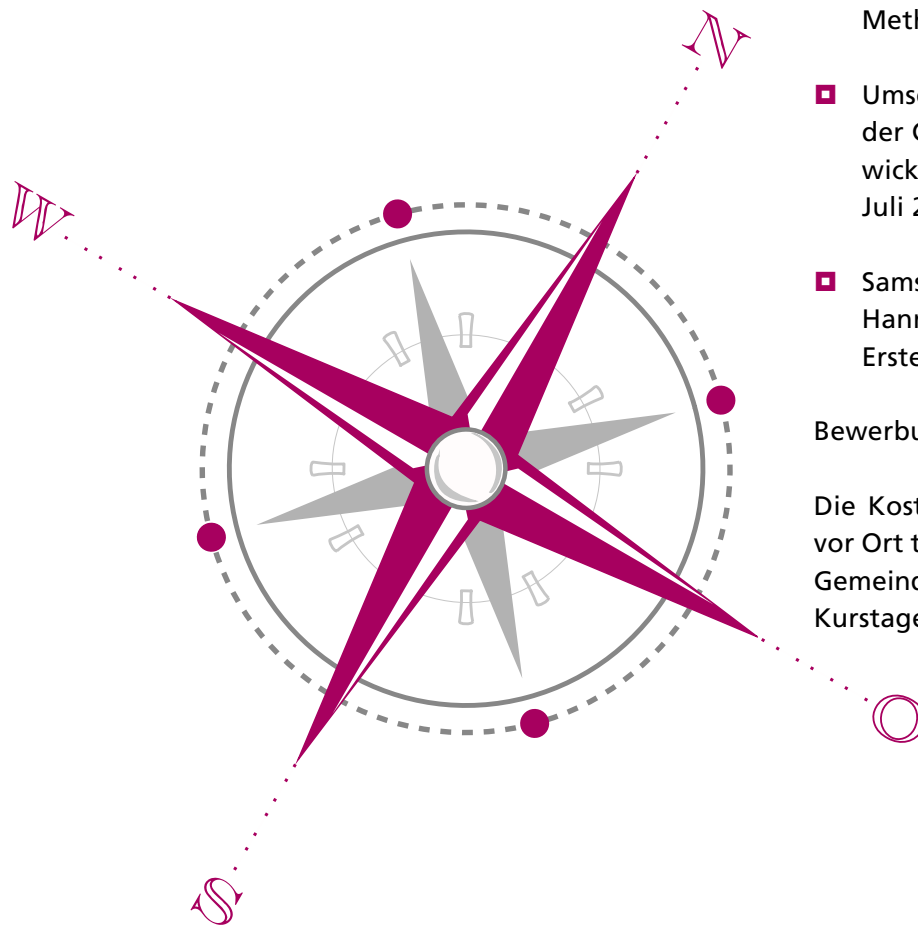 N
W
O
S
Meth
Umse
der G
wick
Juli 2
Sams
Hann
Erste
Bewerbu
Die Kost
vor Ort t
Gemeind
Kurstage